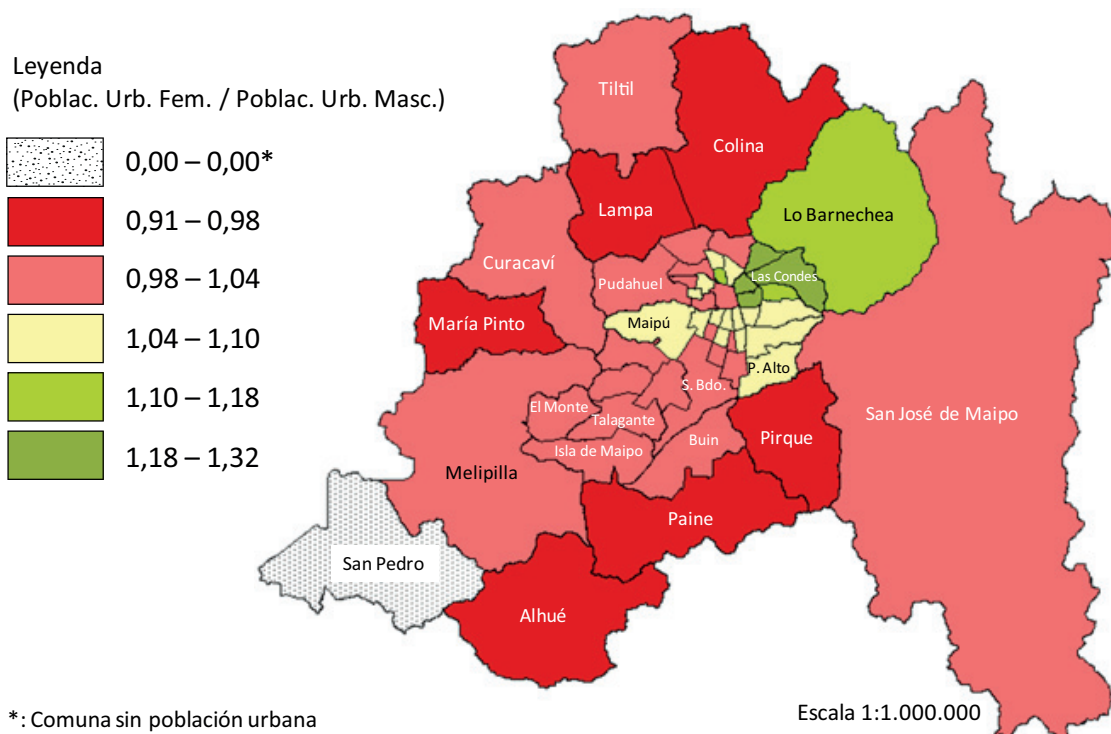 Leyenda
(Poblac. Urb. Fem. / Poblac. Urb. Masc.)
0,00 – 0,00*
0,91 – 0,98
0,98 – 1,04
1,04 – 1,10
1,10 – 1,18
1,18 – 1,32
Tiltil
Colina
Lampa
Lo Barnechea
Curacaví
Pudahuel
Las Condes
María Pinto
Maipú
P. Alto
S. Bdo.
El Monte
Talagante
San José de Maipo
Isla de Maipo
Buin
Pirque
Melipilla
Paine
San Pedro
Alhué
*: Comuna sin población urbana
Escala 1:1.000.000